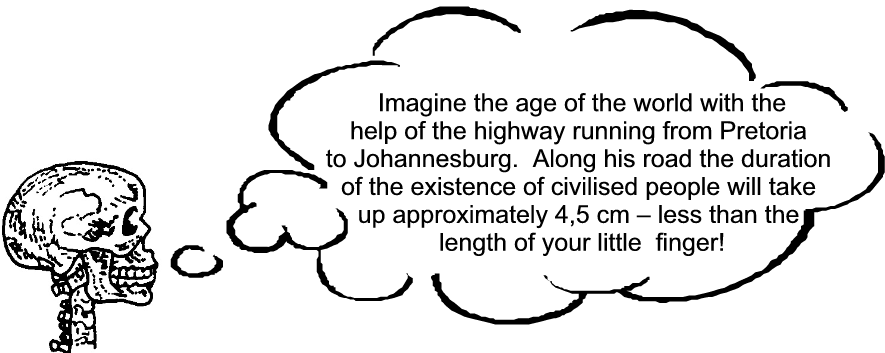 Imagine the age of the world with the
help of the highway running from Pretoria
to Johannesburg.  Along his road the duration
of the existence of civilised people will take
up approximately 4,5 cm – less than the
length of your little  finger!